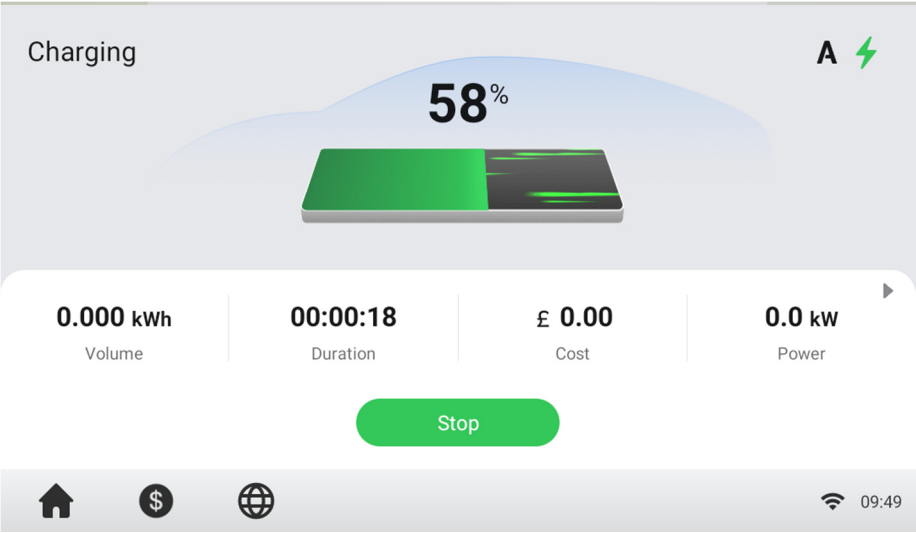 Charging
A
58%
0.000 kWh
Volume
00:00:18
Duration
£ 0.00
Cost
0.0 kW
Power
Stop
$
09:49